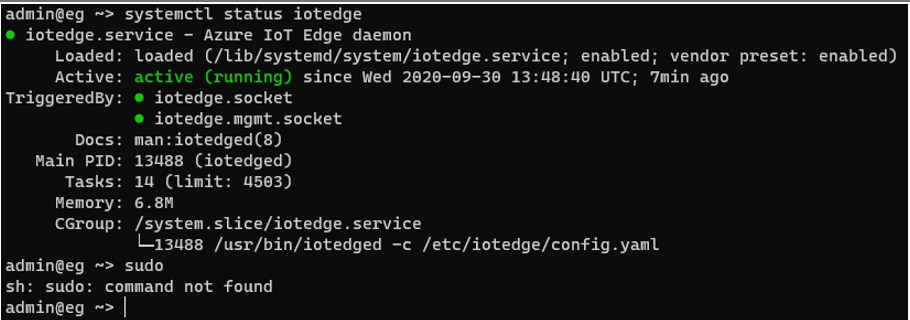 admin@eg ~> systemctl status iotedge
● iotedge.service - Azure IoT Edge daemon
Loaded: loaded (/lib/systemd/system/iotedge.service; enabled; vendor preset: enabled)
Active: active (running) since Wed 2020-09-30 13:48:40 UTC; 7min ago
TriggeredBy: ● iotedge.socket
● iotedge.mgmt.socket
Docs: man:iotedged(8)
Main PID: 13488 (iotedged)
Tasks: 14 (limit: 4503)
Memory: 6.8M
CGroup: /system.slice/iotedge.service
└─13488 /usr/bin/iotedged -c /etc/iotedge/config.yaml
admin@eg ~> sudo
sh: sudo: command not found
admin@eg ~>